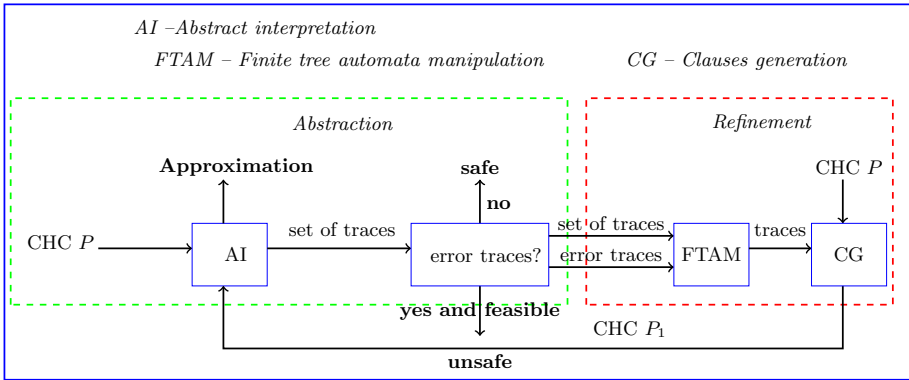 AI –Abstract interpretation
FTAM – Finite tree automata manipulation
CG – Clauses generation
Abstraction
Refinement
Approximation
safe
CHC P
no
CHC P
set of traces
set of traces
traces
AI
error traces?
error traces
FTAM
CG
yes and feasible
CHC P₁
unsafe